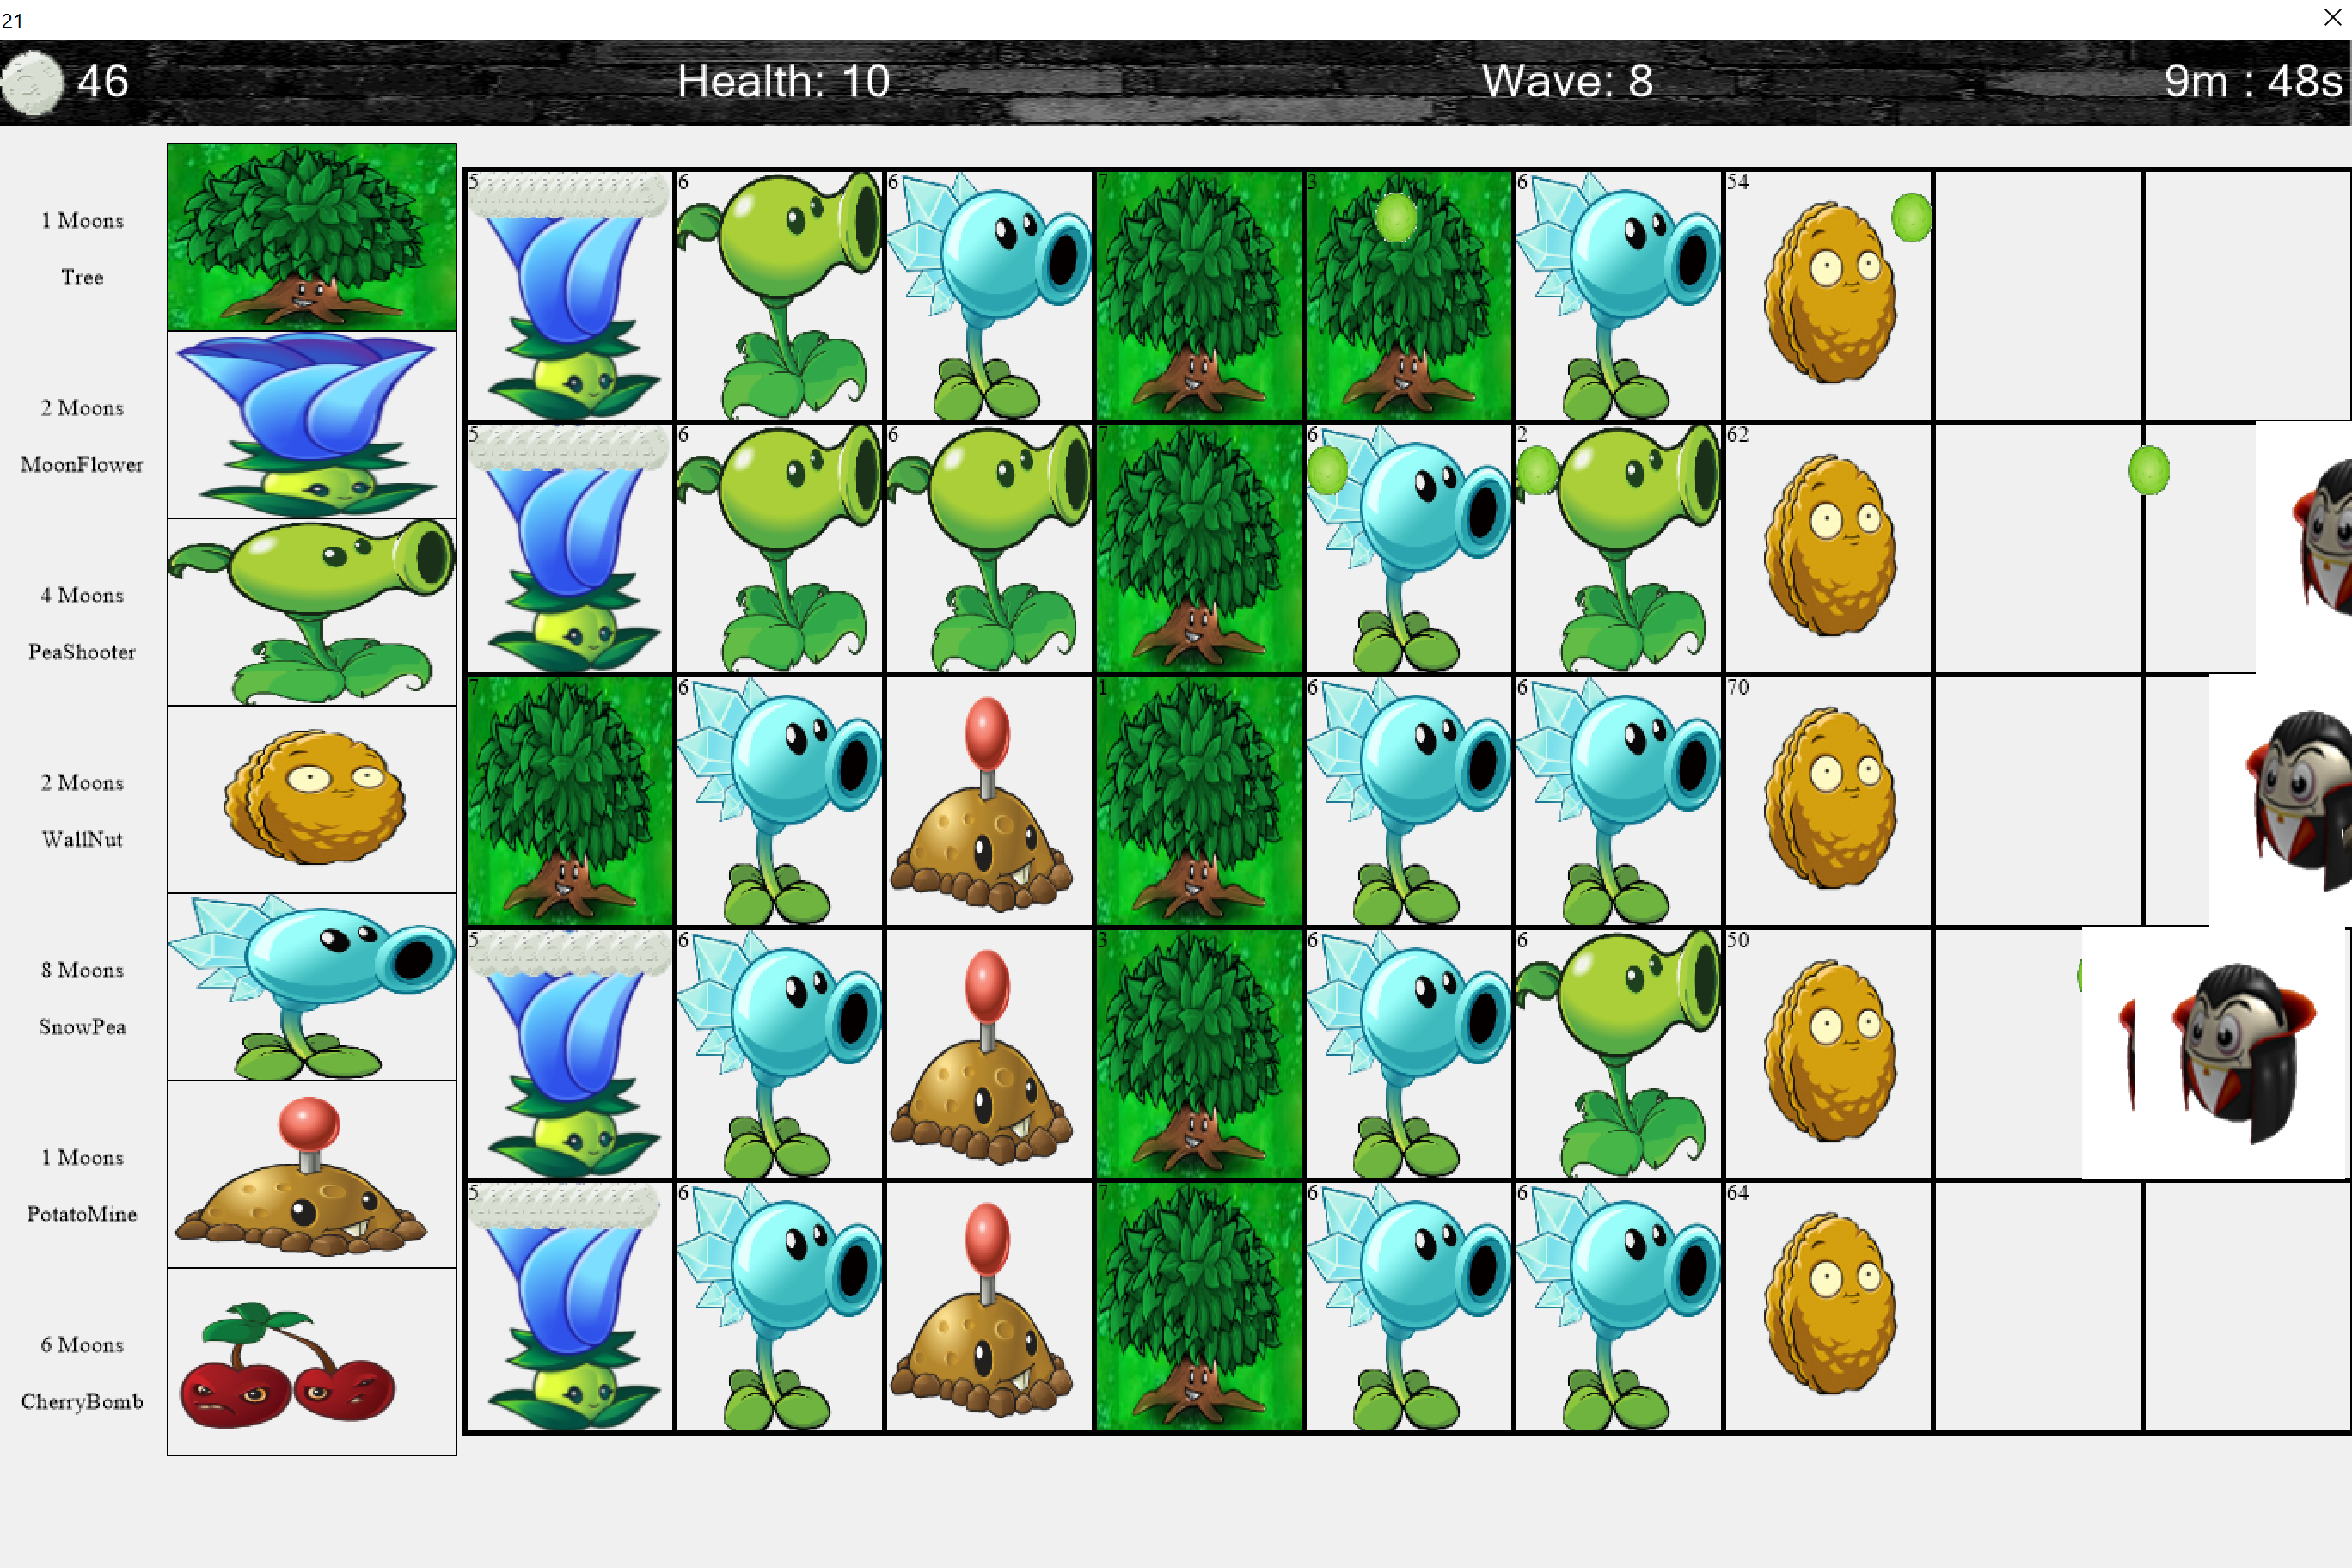 21
46 Health: 10 Wave: 8 9m : 48s
1 Moons
Tree
2 Moons
MoonFlower
4 Moons
PeaShooter
2 Moons
WallNut
8 Moons
SnowPea
1 Moons
PotatoMine
6 Moons
CherryBomb
5 6 6 7 3 6 54
5 6 6 7 6 2 62
7 6 1 6 6 70
5 6 3 6 6 50
5 6 7 6 6 64